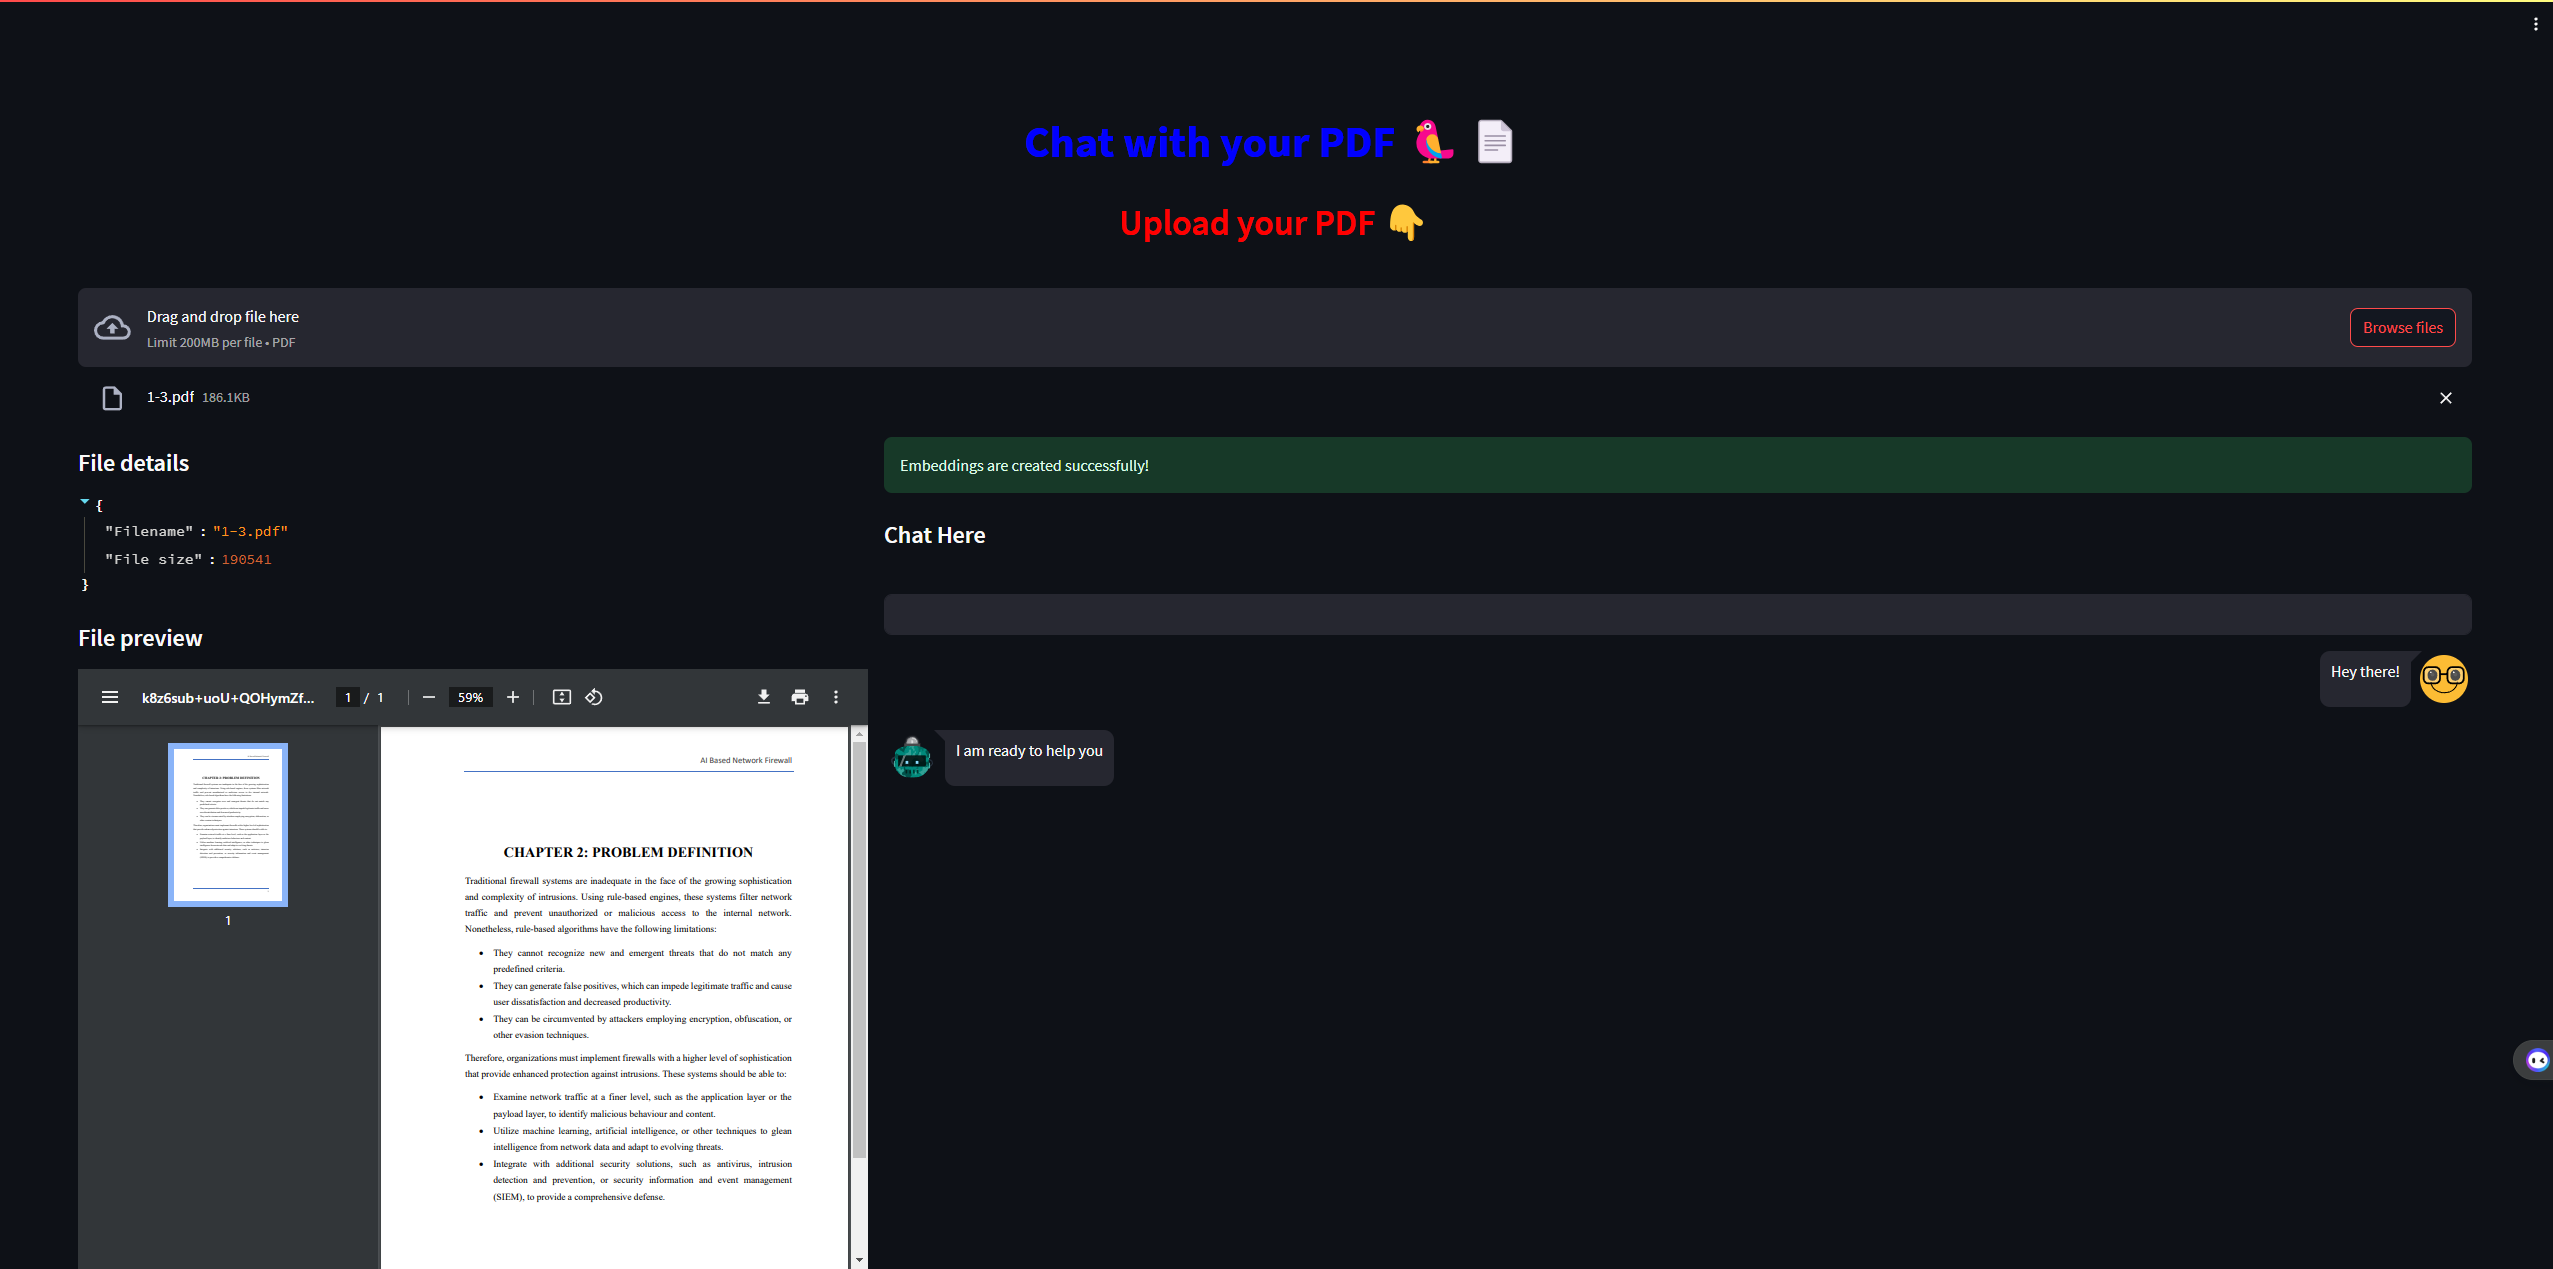 Chat with your PDF 🦜 📄
Upload your PDF 👇
Drag and drop file here
Limit 200MB per file • PDF
Browse files
1-3.pdf 186.1KB
File details
{
"Filename" : "1-3.pdf"
"File size" : 190541
}
File preview
k8z6sub+uoU+QOHymZf...
1 / 1
59%
1
AI Based Network Firewall
CHAPTER 2: PROBLEM DEFINITION
Traditional firewall systems are inadequate in the face of the growing sophistication
and complexity of intrusions. Using rule-based engines, these systems filter network
traffic and prevent unauthorized or malicious access to the internal network.
Nonetheless, rule-based algorithms have the following limitations:
• They cannot recognize new and emergent threats that do not match any
predefined criteria.
• They can generate false positives, which can impede legitimate traffic and cause
user dissatisfaction and decreased productivity.
• They can be circumvented by attackers employing encryption, obfuscation, or
other evasion techniques.
Therefore, organizations must implement firewalls with a higher level of sophistication
that provide enhanced protection against intrusions. These systems should be able to:
• Examine network traffic at a finer level, such as the application layer or the
payload layer, to identify malicious behaviour and content.
• Utilize machine learning, artificial intelligence, or other techniques to glean
intelligence from network data and adapt to evolving threats.
• Integrate with additional security solutions, such as antivirus, intrusion
detection and prevention, or security information and event management
(SIEM), to provide a comprehensive defense.
Embeddings are created successfully!
Chat Here
Hey there!
I am ready to help you